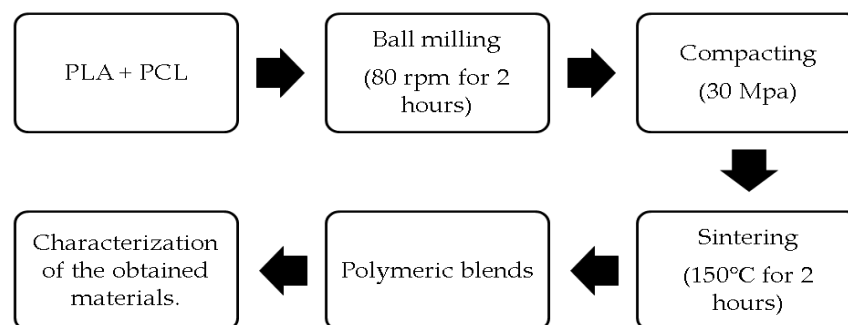 PLA + PCL
Ball milling
(80 rpm for 2
hours)
Compacting
(30 Mpa)
Sintering
(150°C for 2
hours)
Polymeric blends
Characterization
of the obtained
materials.